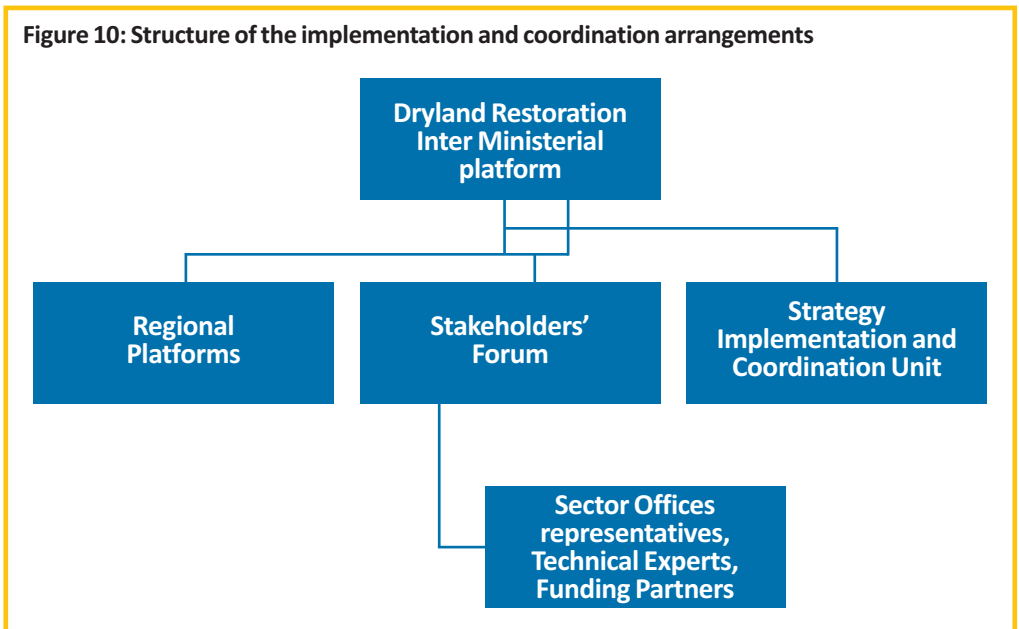 Figure 10: Structure of the implementation and coordination arrangements
Dryland Restoration
Inter Ministerial
platform
Regional
Platforms
Stakeholders’
Forum
Strategy
Implementation and
Coordination Unit
Sector Offices
representatives,
Technical Experts,
Funding Partners